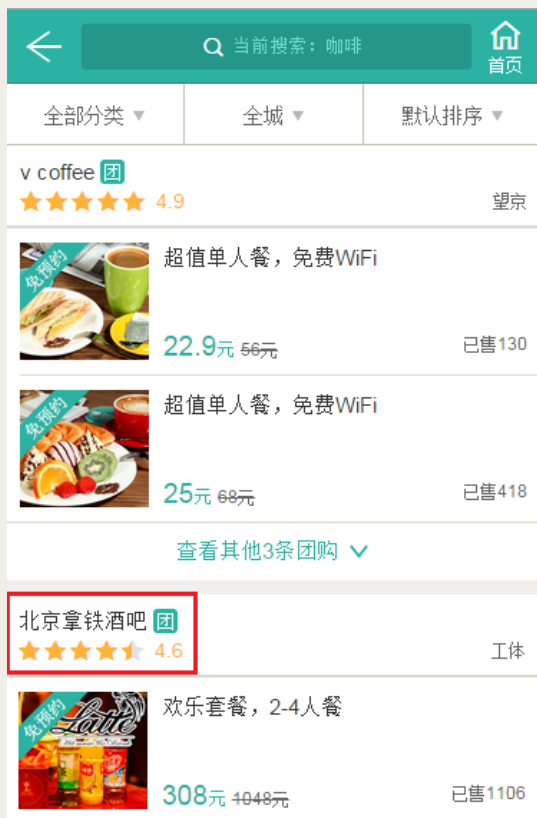 当前搜索：咖啡
首页
全部分类
全城
默认排序
v coffee 团
4.9
望京
免预约
超值单人餐，免费WiFi
22.9元 56元
已售130
免预约
超值单人餐，免费WiFi
25元 68元
已售418
查看其他3条团购
北京拿铁酒吧 团
4.6
工体
免预约
Latte
欢乐套餐，2-4人餐
308元 1048元
已售1106